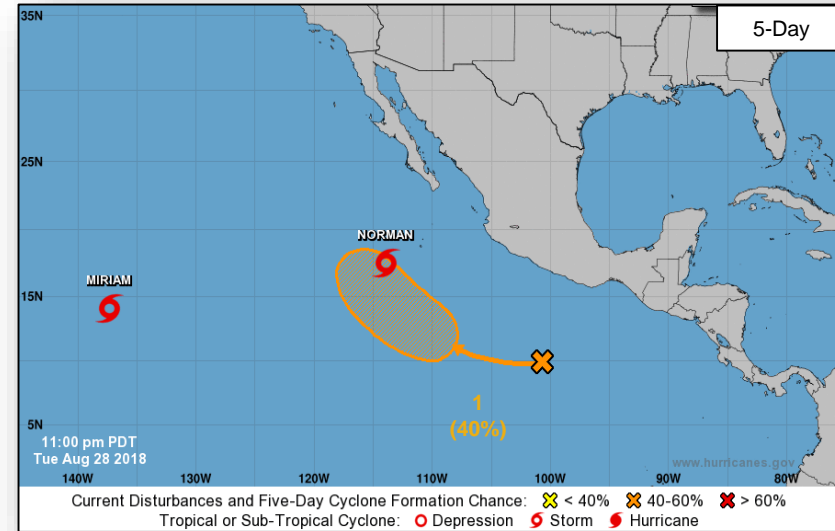 5-Day
35N
25N
NORMAN
MIRIAM
15N
1
(40%)
5N
11:00 pm PDT
Tue Aug 28 2018
www.hurricanes.gov
140W 130W 120W 110W 100W 90W 80W
Current Disturbances and Five-Day Cyclone Formation Chance: < 40% 40-60% > 60%
Tropical or Sub-Tropical Cyclone: Depression Storm Hurricane